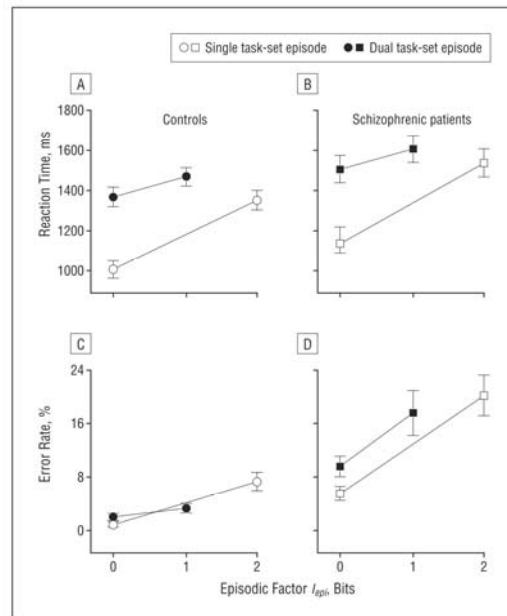 Single task-set episode Dual task-set episode
A
B
Controls
Schizophrenic patients
Reaction Time, ms
1800
1600
1400
1200
1000
C
D
Error Rate, %
24
16
8
0
0 1 2
0 1 2
Episodic Factor Iepi, Bits